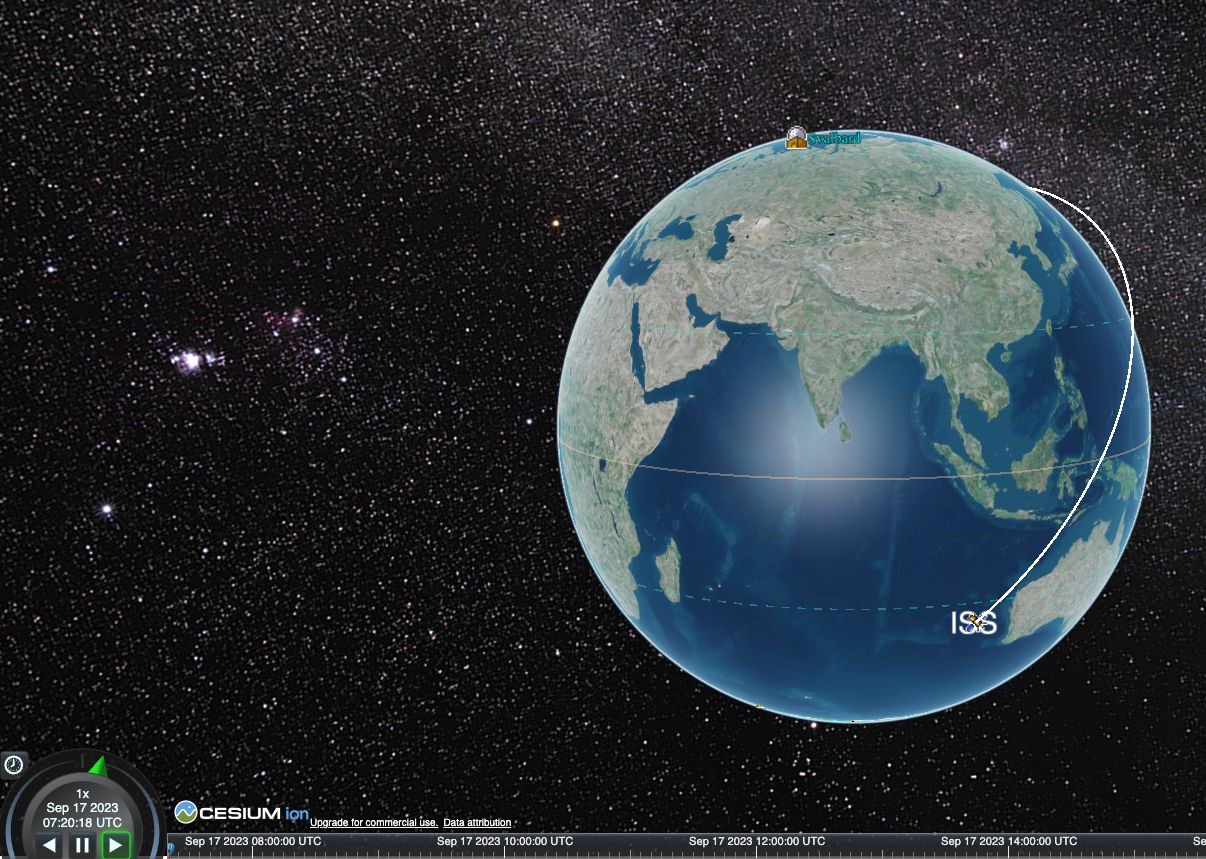 Svalbard
ISS
1x
Sep 17 2023
07:20:18 UTC
CESIUM ion
Upgrade for commercial use. Data attribution
Sep 17 2023 08:00:00 UTC Sep 17 2023 10:00:00 UTC Sep 17 2023 12:00:00 UTC Sep 17 2023 14:00:00 UTC Se